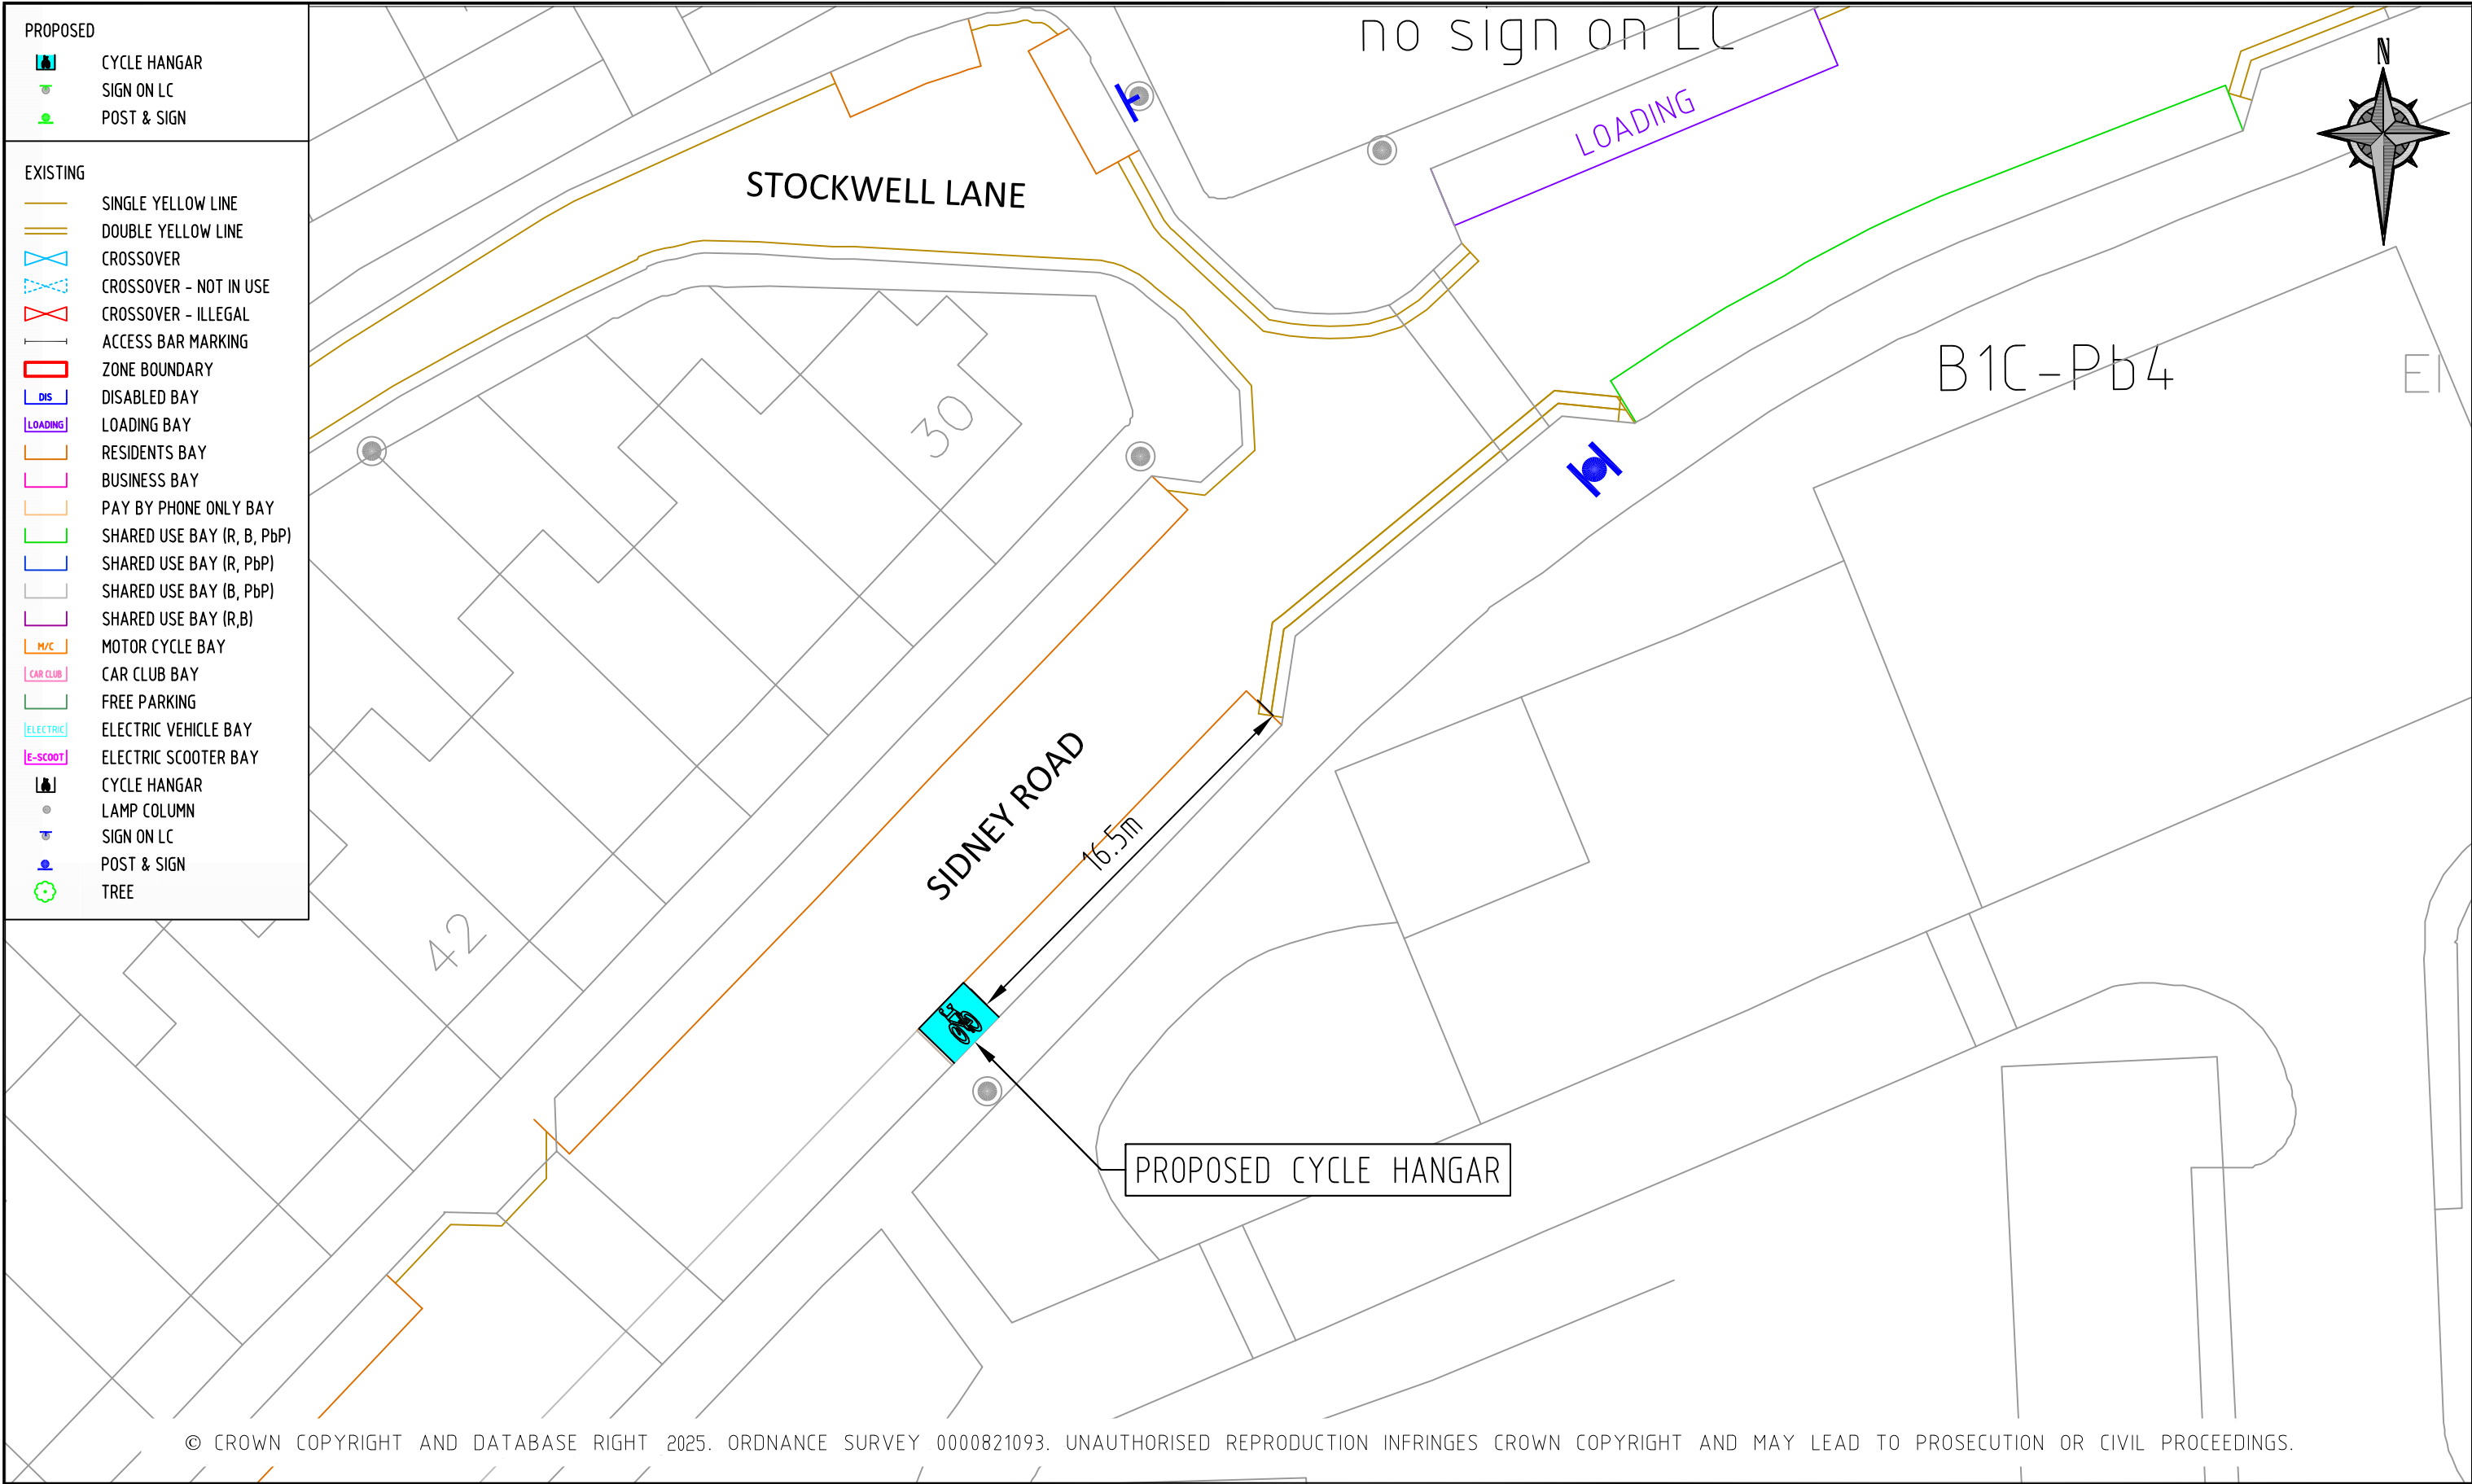 PROPOSED
CYCLE HANGAR
SIGN ON LC
POST & SIGN
EXISTING
SINGLE YELLOW LINE
DOUBLE YELLOW LINE
CROSSOVER
CROSSOVER - NOT IN USE
CROSSOVER - ILLEGAL
ACCESS BAR MARKING
ZONE BOUNDARY
DIS DISABLED BAY
LOADING LOADING BAY
RESIDENTS BAY
BUSINESS BAY
PAY BY PHONE ONLY BAY
SHARED USE BAY (R, B, PbP)
SHARED USE BAY (R, PbP)
SHARED USE BAY (B, PbP)
SHARED USE BAY (R,B)
M/C MOTOR CYCLE BAY
CAR CLUB CAR CLUB BAY
FREE PARKING
ELECTRIC ELECTRIC VEHICLE BAY
E-SCOOT ELECTRIC SCOOTER BAY
CYCLE HANGAR
LAMP COLUMN
SIGN ON LC
POST & SIGN
TREE
no sign on LC
N
LOADING
STOCKWELL LANE
B1C-Pb4
El
30
SIDNEY ROAD
16.5m
42
PROPOSED CYCLE HANGAR
© CROWN COPYRIGHT AND DATABASE RIGHT 2025. ORDNANCE SURVEY 0000821093. UNAUTHORISED REPRODUCTION INFRINGES CROWN COPYRIGHT AND MAY LEAD TO PROSECUTION OR CIVIL PROCEEDINGS.